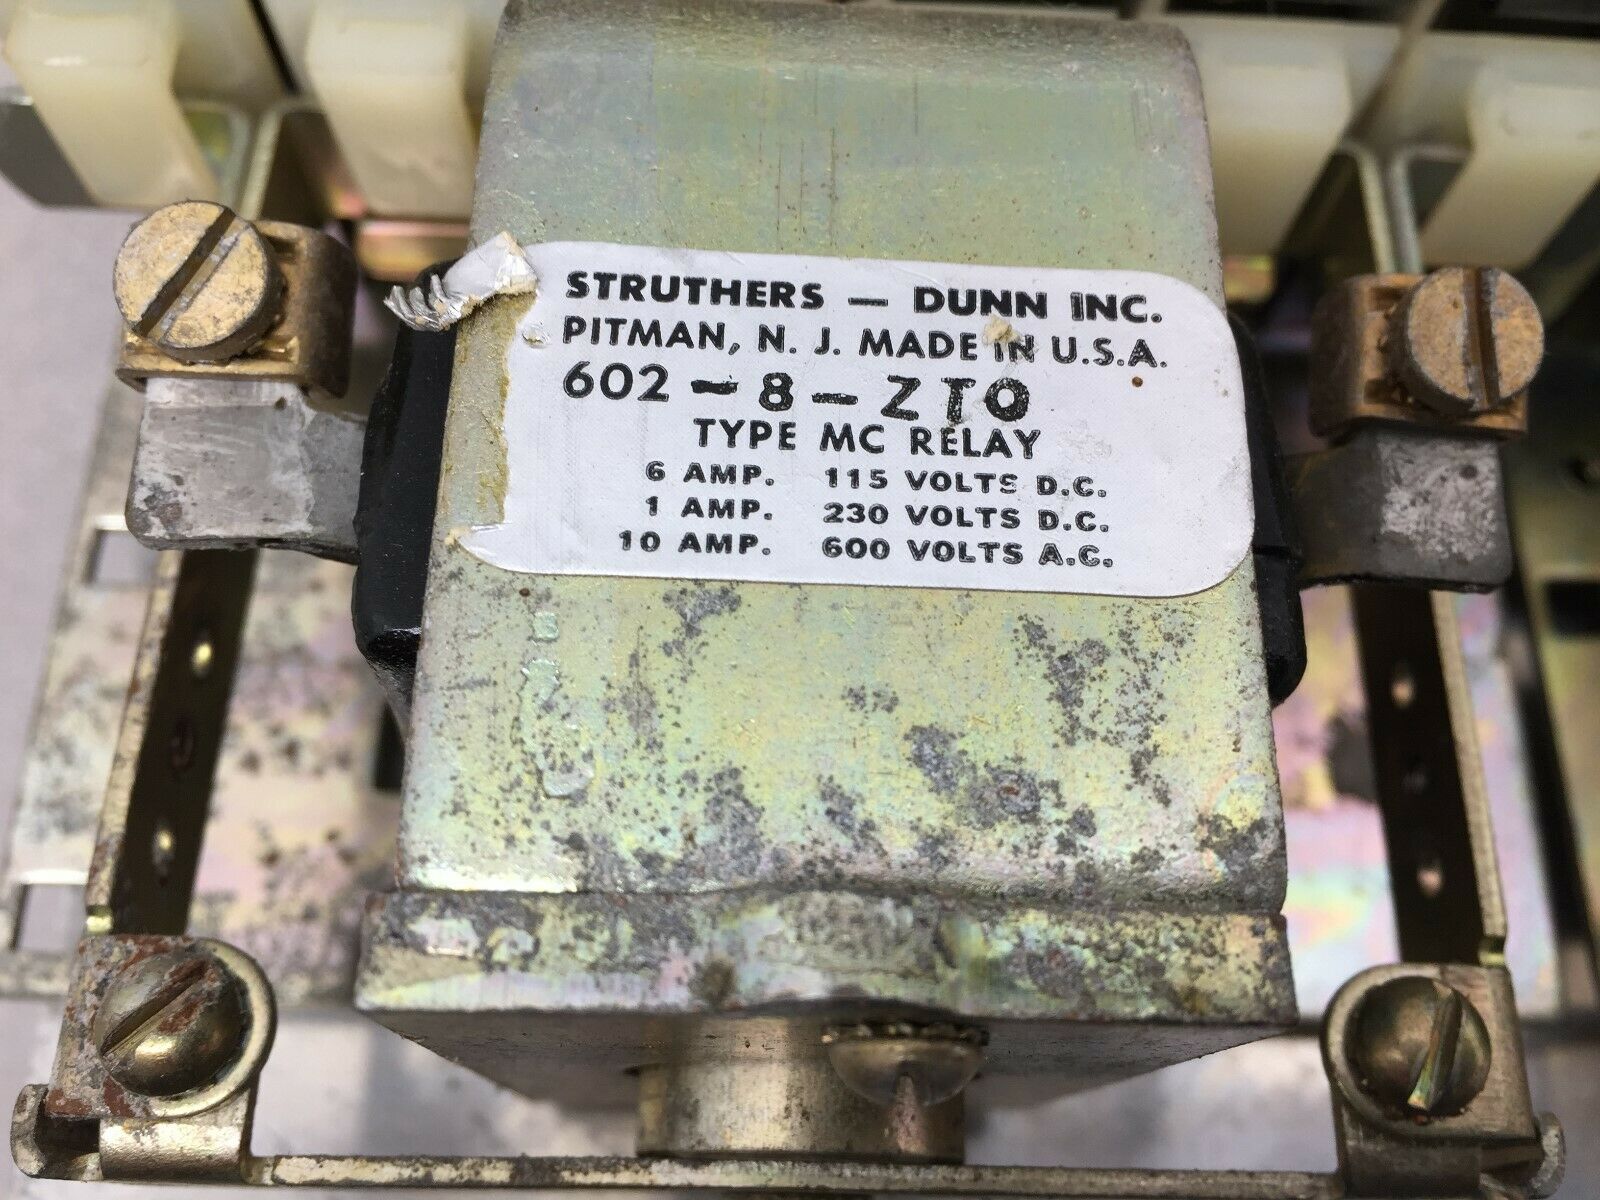 STRUTHERS — DUNN INC.
PITMAN, N. J. MADE IN U.S.A.
602-8-ZTO
TYPE MC RELAY
6 AMP. 115 VOLTS D.C.
1 AMP. 230 VOLTS D.C.
10 AMP. 600 VOLTS A.C.